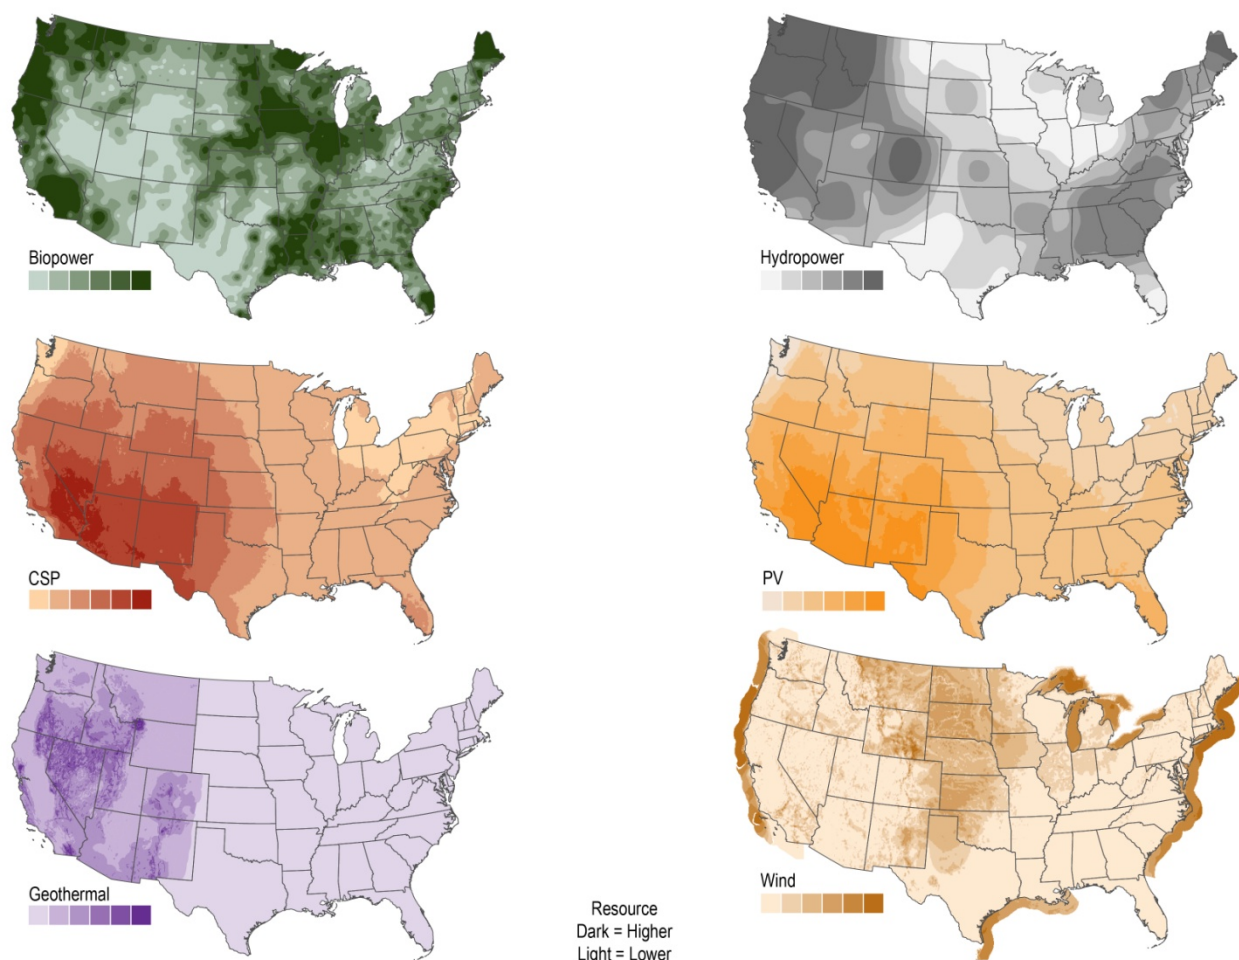 Biopower
Hydropower
CSP
PV
Geothermal
Wind
Resource
Dark = Higher
Light = Lower